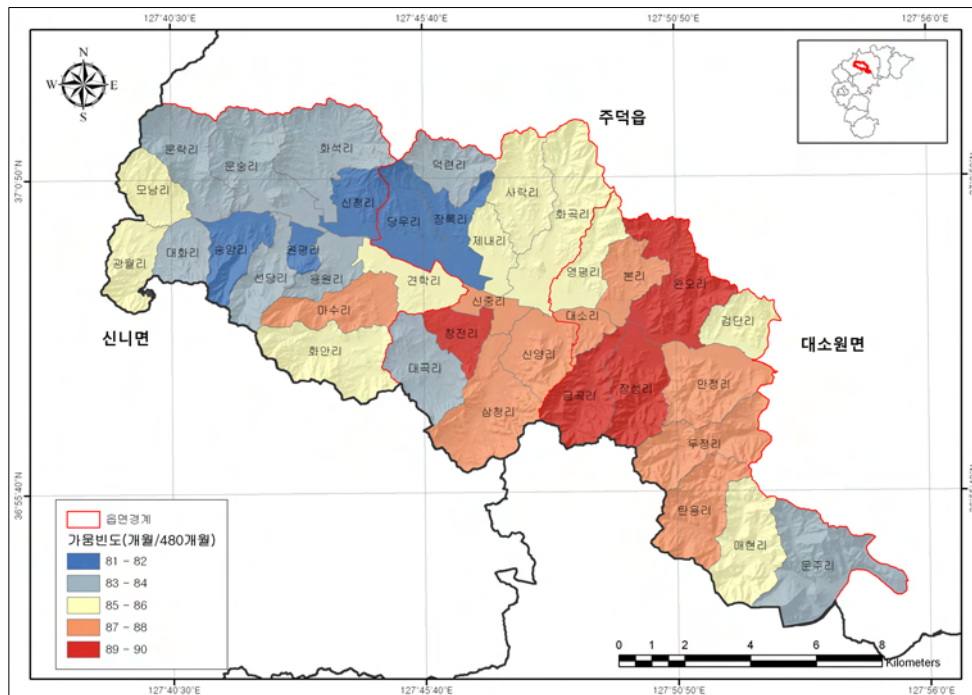 127°40'30"E 127°45'40"E 127°50'50"E 127°56'0"E
N
W E
S
주덕읍
37°0'50"N
문락리 문숭리 화석리 덕련리
모남리 신청리 당우리 장록리 사락리 화곡리
제내리
광월리 대화리 송암리 원평리 선당리 용원리 견학리 영평리 본리 완오리
마수리 신중리 대소리 검단리
신니면 창전리 대소원면
화안리 대곡리 신양리
금곡리 장성리 만정리
삼청리
두정리
36°55'40"N
탄용리
매현리
문주리
읍면경계
가뭄빈도(개월/480개월)
81 - 82
83 - 84
85 - 86
87 - 88
89 - 90
0 1 2 4 6 8
Kilometers
127°40'30"E 127°45'40"E 127°50'50"E 127°56'0"E